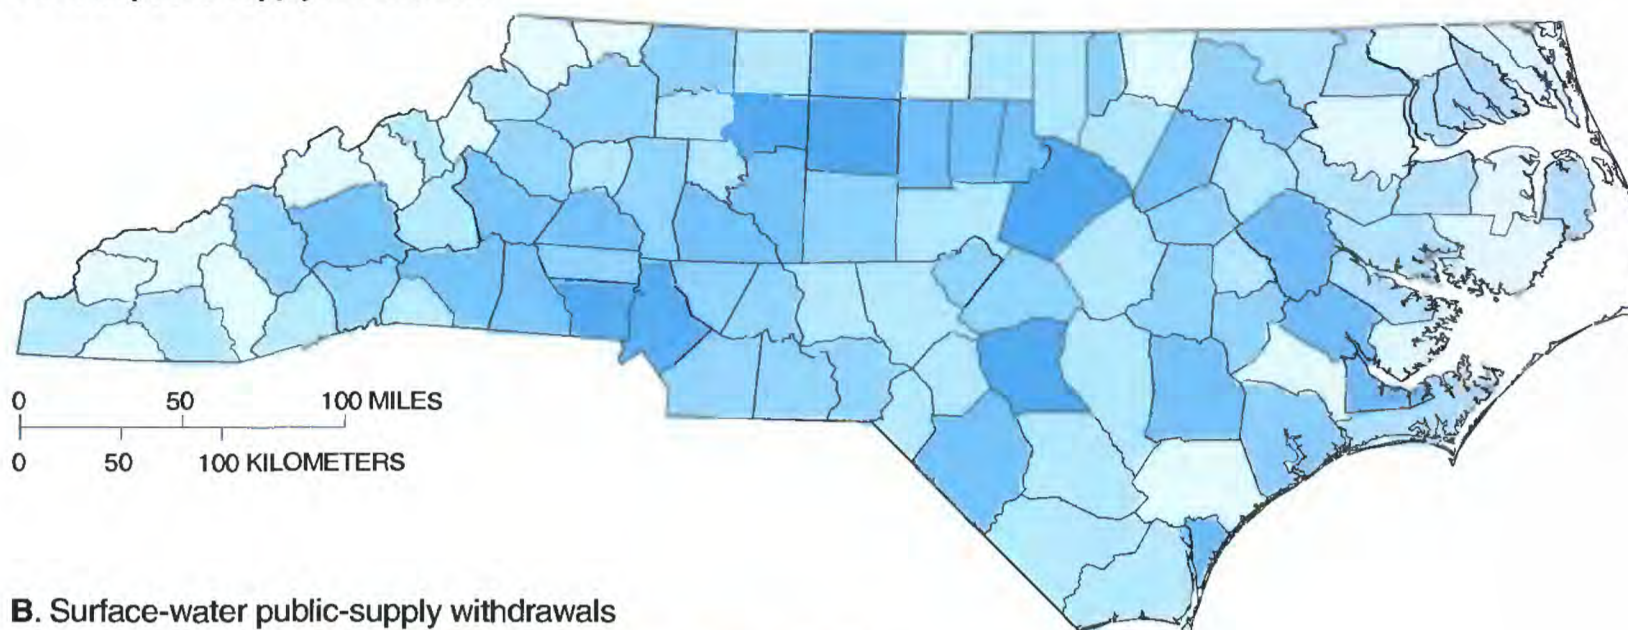 0 50 100 MILES
0 50 100 KILOMETERS
B. Surface-water public-supply withdrawals